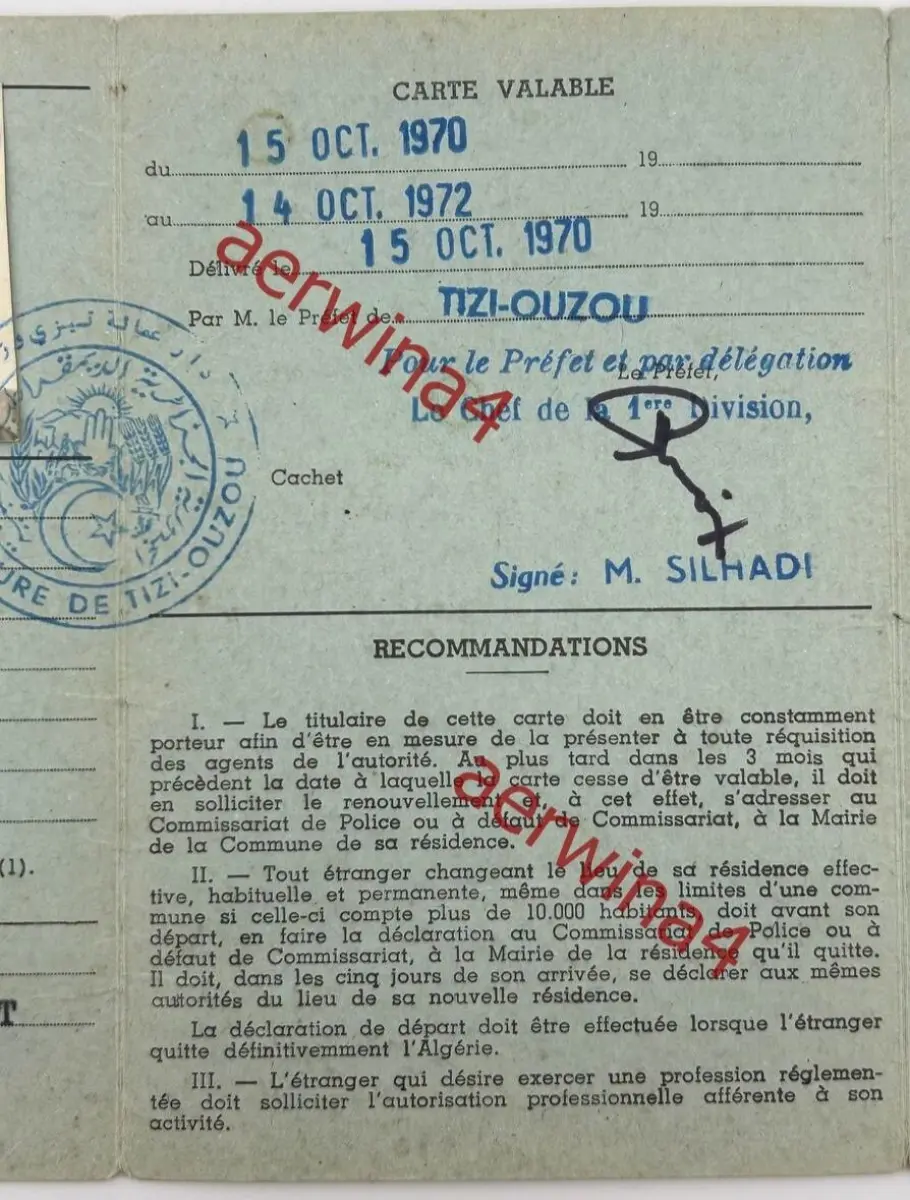 CARTE VALABLE
du 15 OCT. 1970 19
au 14 OCT. 1972 19
Délivré le 15 OCT. 1970
Par M. le Préfet de TIZI-OUZOU
Pour le Préfet et par délégation
Le Préfet,
Le Chef de la 1ere Division,
Cachet
Signé: M. SILHADI
URE DE TIZI-OUZOU
RECOMMANDATIONS
I. — Le titulaire de cette carte doit en être constamment
porteur afin d'être en mesure de la présenter à toute réquisition
des agents de l'autorité. Au plus tard dans les 3 mois qui
précèdent la date à laquelle la carte cesse d'être valable, il doit
en solliciter le renouvellement et, à cet effet, s'adresser au
Commissariat de Police ou à défaut de Commissariat, à la Mairie
de la Commune de sa résidence.
II. — Tout étranger changeant le lieu de sa résidence effec-
tive, habituelle et permanente, même dans les limites d'une com-
mune si celle-ci compte plus de 10.000 habitants, doit avant son
départ, en faire la déclaration au Commissariat de Police ou à
défaut de Commissariat, à la Mairie de la résidence qu'il quitte.
Il doit, dans les cinq jours de son arrivée, se déclarer aux mêmes
autorités du lieu de sa nouvelle résidence.
La déclaration de départ doit être effectuée lorsque l'étranger
quitte définitivemment l'Algérie.
III. — L'étranger qui désire exercer une profession réglemen-
tée doit solliciter l'autorisation professionnelle afférente à son
activité.
(1).
T
aerwina4
aerwina4